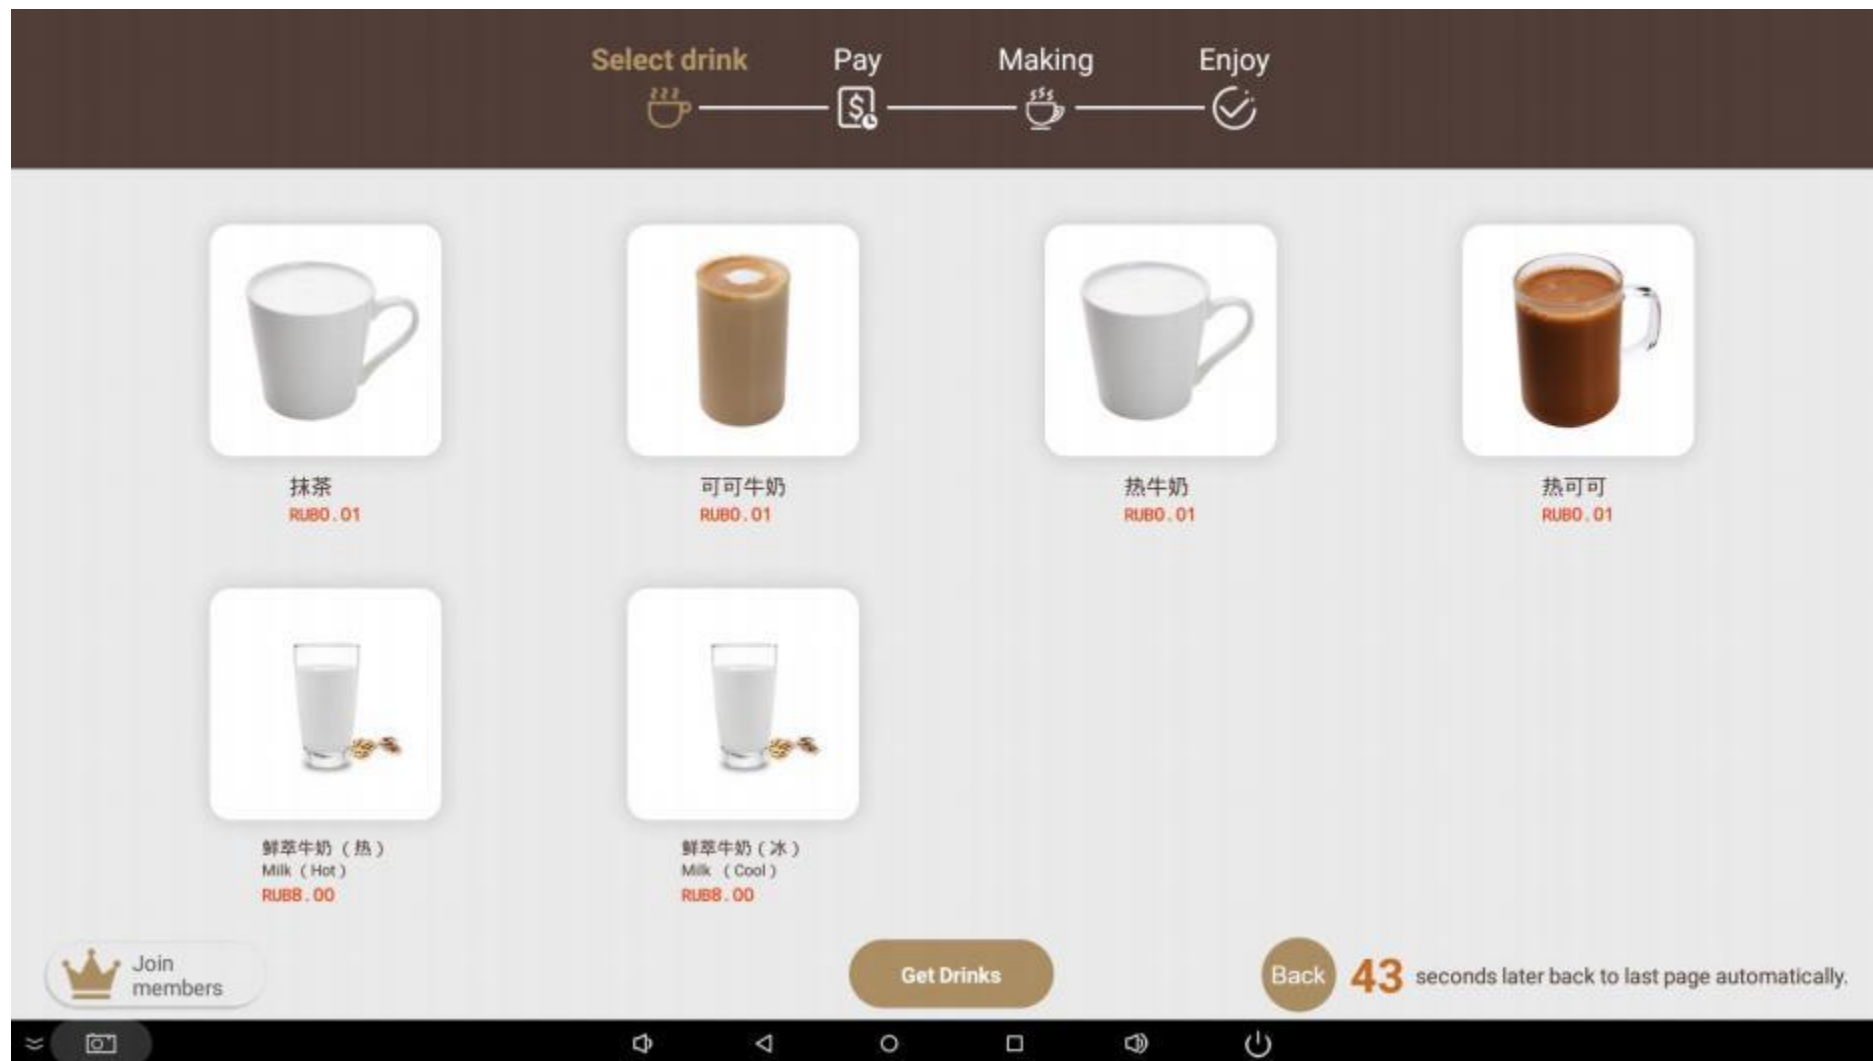 Select drink
Pay
Making
Enjoy
抹茶
RUB0.01
可可牛奶
RUB0.01
热牛奶
RUB0.01
热可可
RUB0.01
鲜萃牛奶（热）
Milk （Hot）
RUB8.00
鲜萃牛奶（冰）
Milk （Cool）
RUB8.00
Join
members
Get Drinks
Back
43 seconds later back to last page automatically.